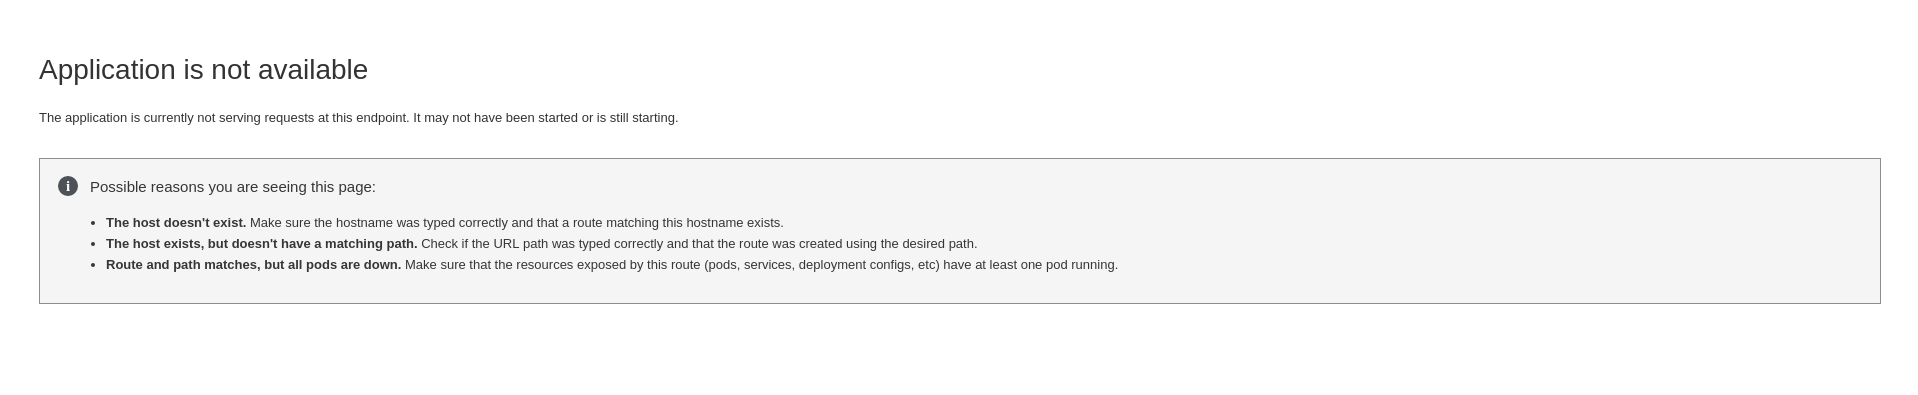 Application is not available
The application is currently not serving requests at this endpoint. It may not have been started or is still starting.
Possible reasons you are seeing this page:
The host doesn't exist. Make sure the hostname was typed correctly and that a route matching this hostname exists.
The host exists, but doesn't have a matching path. Check if the URL path was typed correctly and that the route was created using the desired path.
Route and path matches, but all pods are down. Make sure that the resources exposed by this route (pods, services, deployment configs, etc) have at least one pod running.